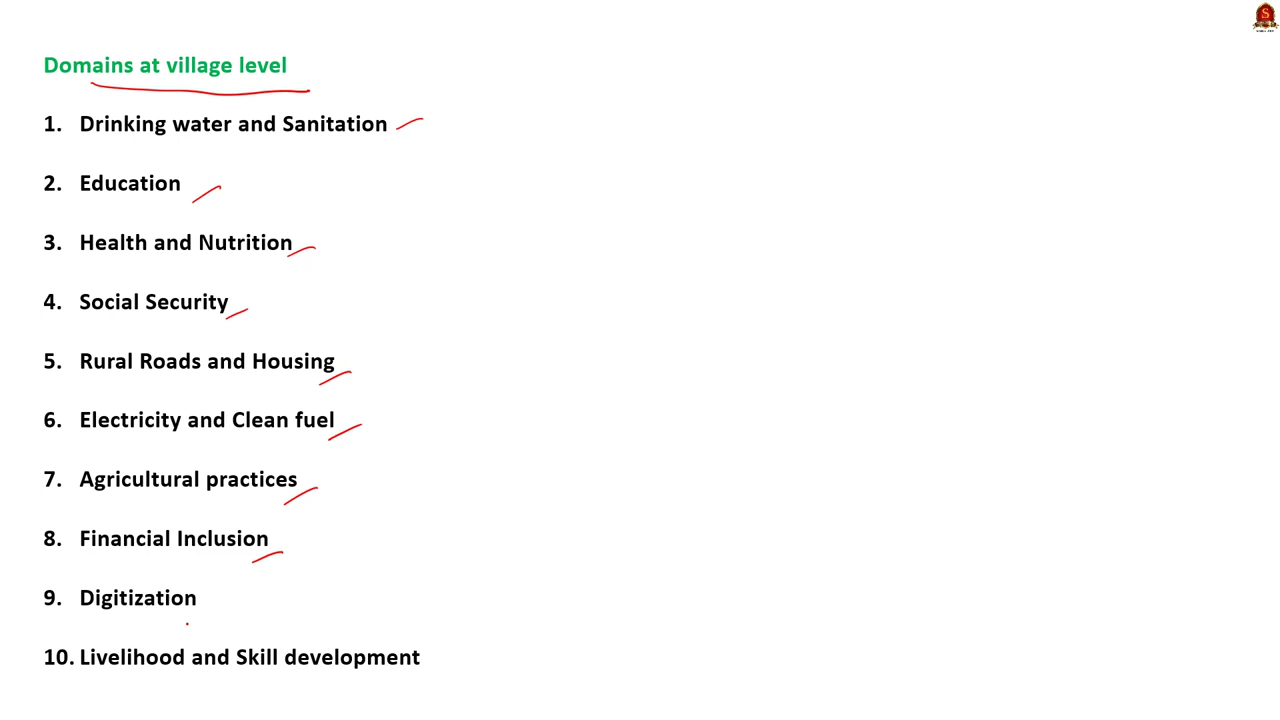 Domains at village level
1. Drinking water and Sanitation
2. Education
3. Health and Nutrition
4. Social Security
5. Rural Roads and Housing
6. Electricity and Clean fuel
7. Agricultural practices
8. Financial Inclusion
9. Digitization
10. Livelihood and Skill development